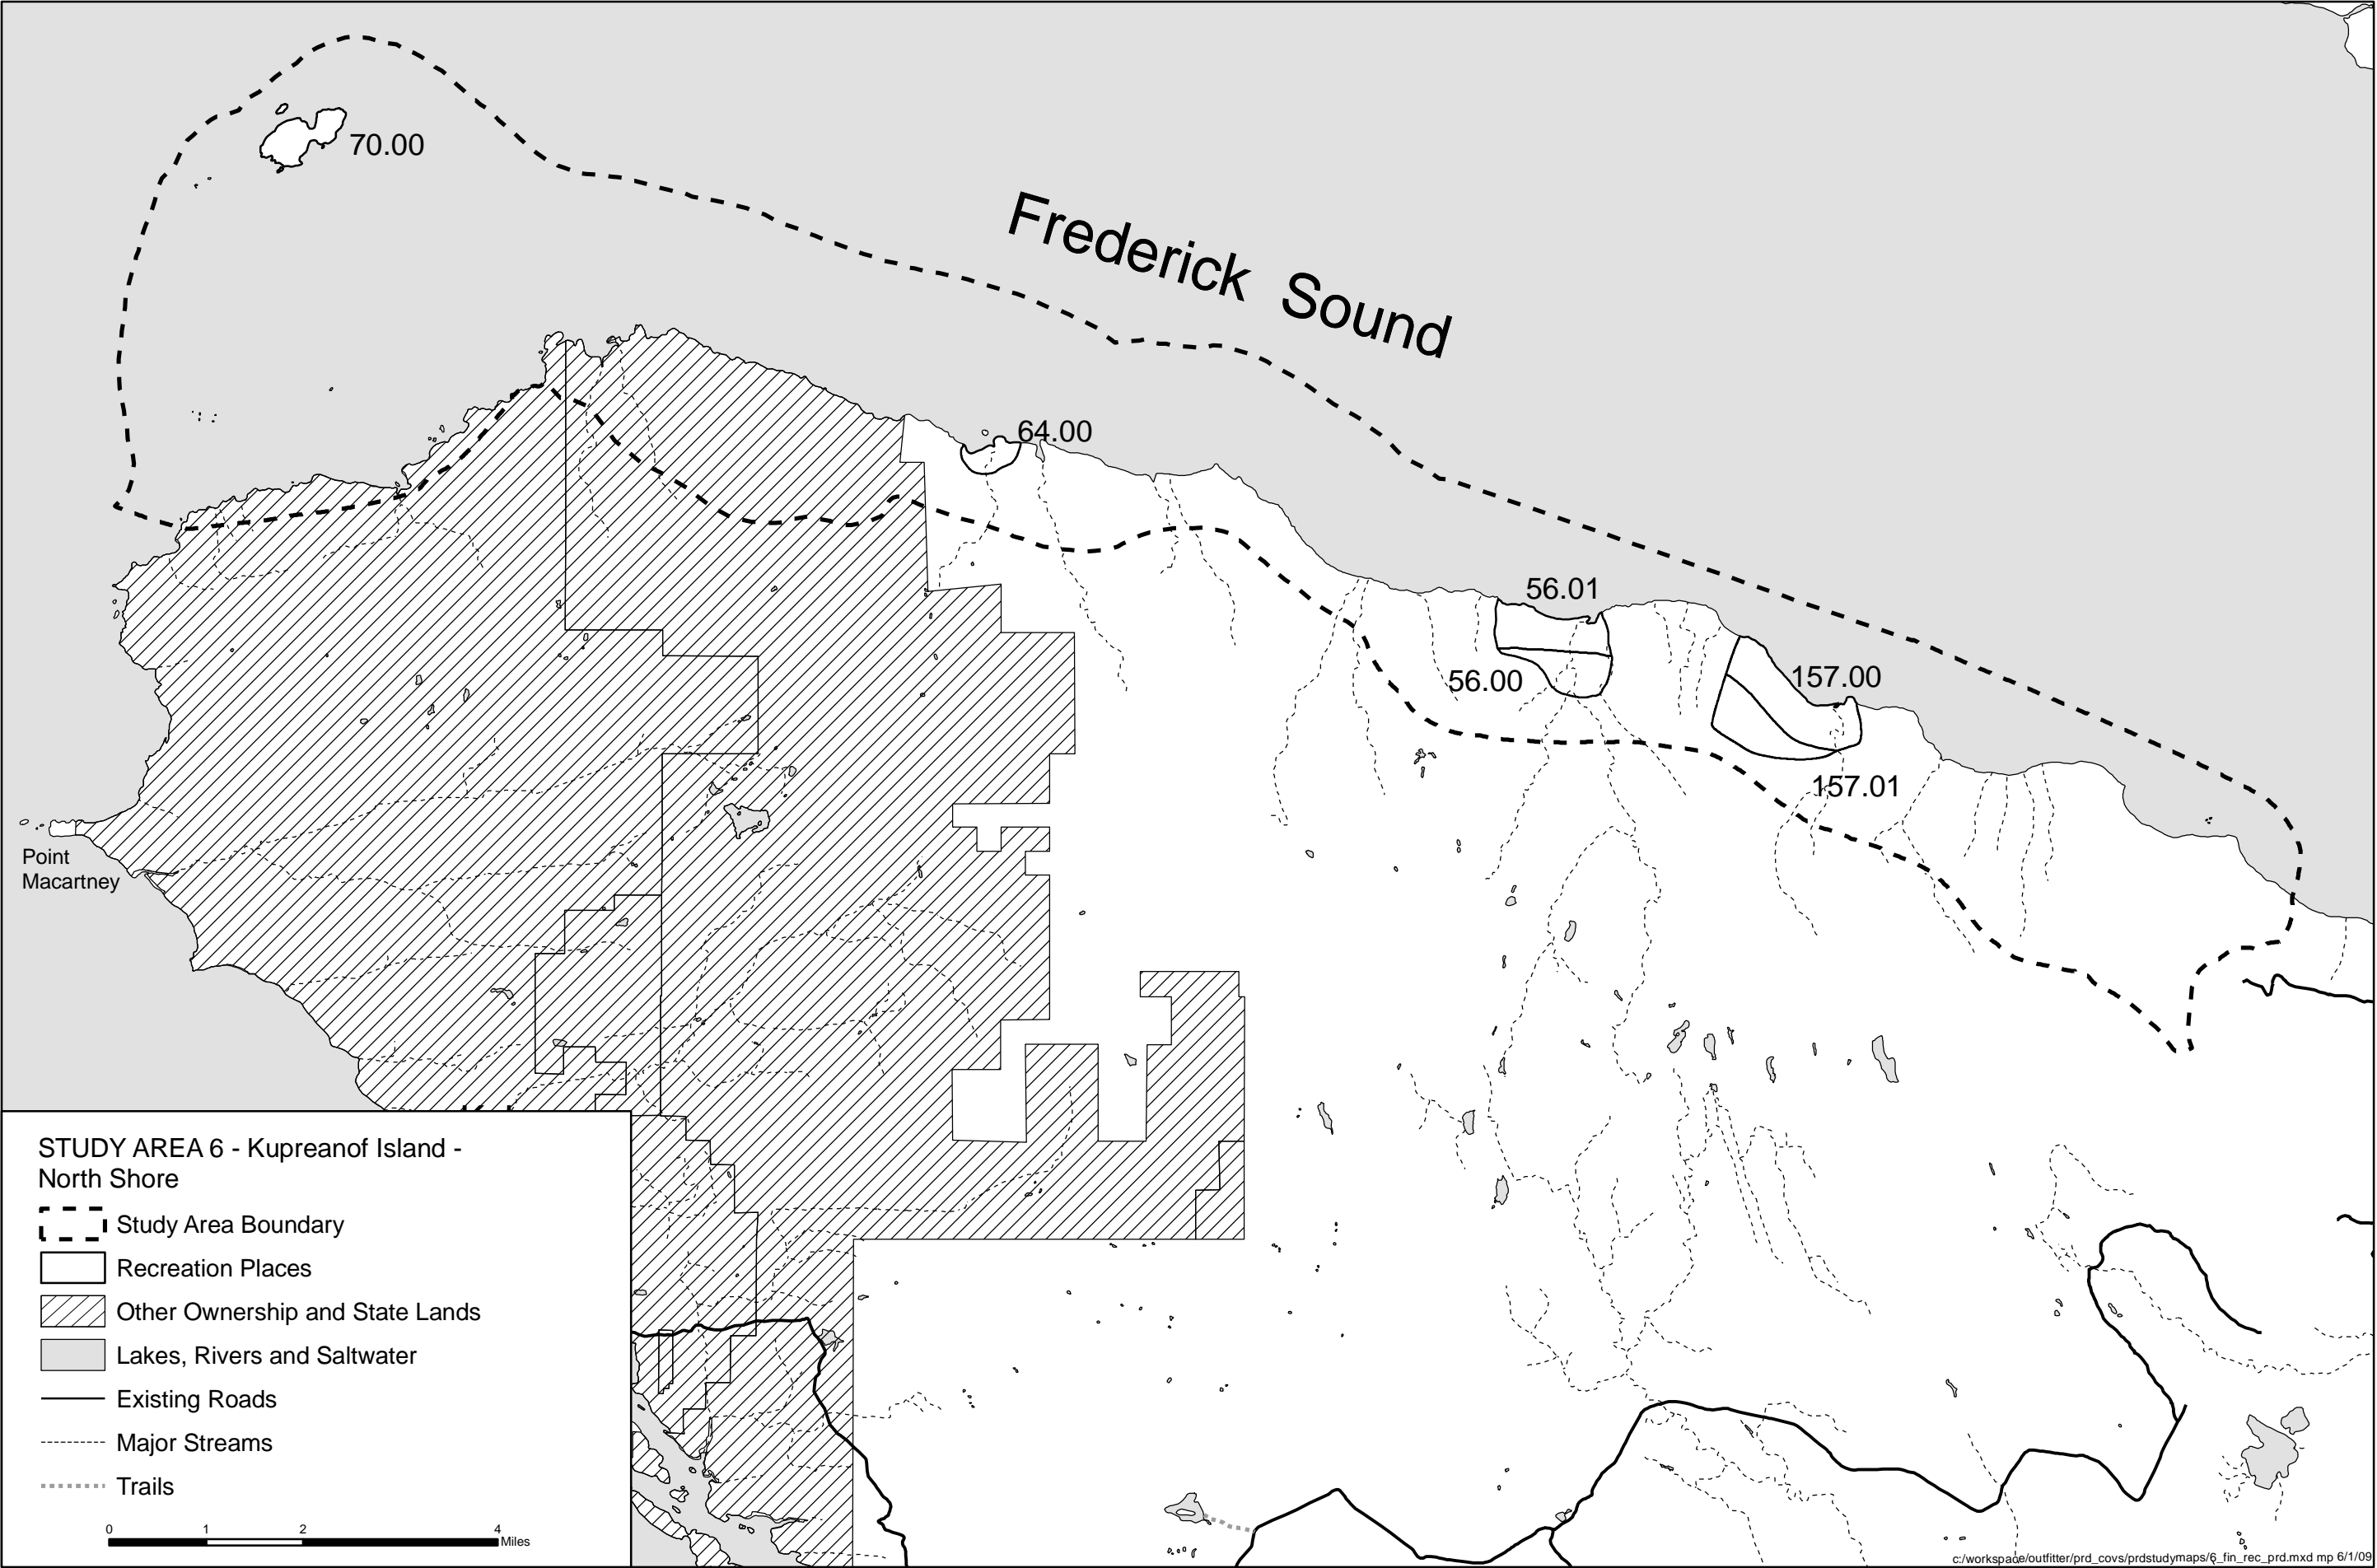 70.00
Frederick Sound
64.00
56.01
56.00
157.00
157.01
Point
Macartney
STUDY AREA 6 - Kupreanof Island -
North Shore
Study Area Boundary
Recreation Places
Other Ownership and State Lands
Lakes, Rivers and Saltwater
Existing Roads
Major Streams
Trails
0 1 2 4
Miles
c:/workspace/outfitter/prd_covs/prdstudymaps/6_fin_rec_prd.mxd mp 6/1/09